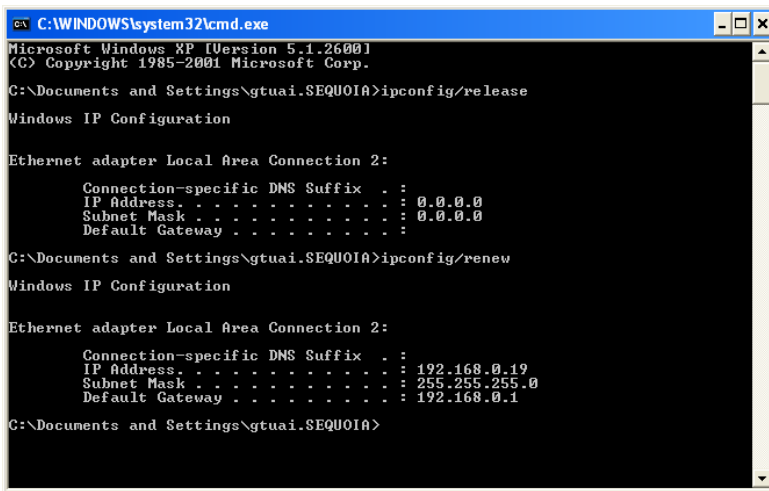 C:\WINDOWS\system32\cmd.exe
Microsoft Windows XP [Version 5.1.2600]
(C) Copyright 1985-2001 Microsoft Corp.
C:\Documents and Settings\gtuai.SEQUOIA>ipconfig/release
Windows IP Configuration
Ethernet adapter Local Area Connection 2:
Connection-specific DNS Suffix  . :
IP Address. . . . . . . . . . . . : 0.0.0.0
Subnet Mask . . . . . . . . . . . : 0.0.0.0
Default Gateway . . . . . . . . . :
C:\Documents and Settings\gtuai.SEQUOIA>ipconfig/renew
Windows IP Configuration
Ethernet adapter Local Area Connection 2:
Connection-specific DNS Suffix  . :
IP Address. . . . . . . . . . . . : 192.168.0.19
Subnet Mask . . . . . . . . . . . : 255.255.255.0
Default Gateway . . . . . . . . . : 192.168.0.1
C:\Documents and Settings\gtuai.SEQUOIA>